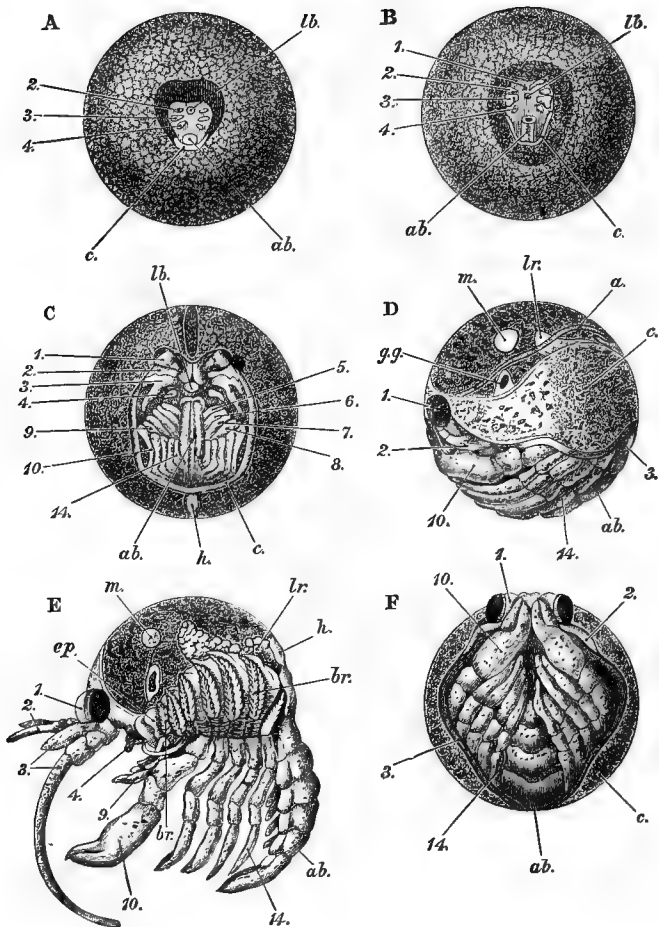 A
lb.
2.
3.
4.
c.
ab.
B
lb.
1.
2.
3.
4.
ab.
c.
C
lb.
1.
2.
3.
4.
5.
6.
9.
7.
10.
8.
14.
ab.
h.
c.
D
m.
lr.
a.
g.g.
c.
1.
2.
3.
10.
14.
ab.
E
m.
lr.
h.
ep.
br.
1.
2.
3.
4.
9.
br.
10.
14.
ab.
F
1.
10.
2.
3.
c.
14.
ab.